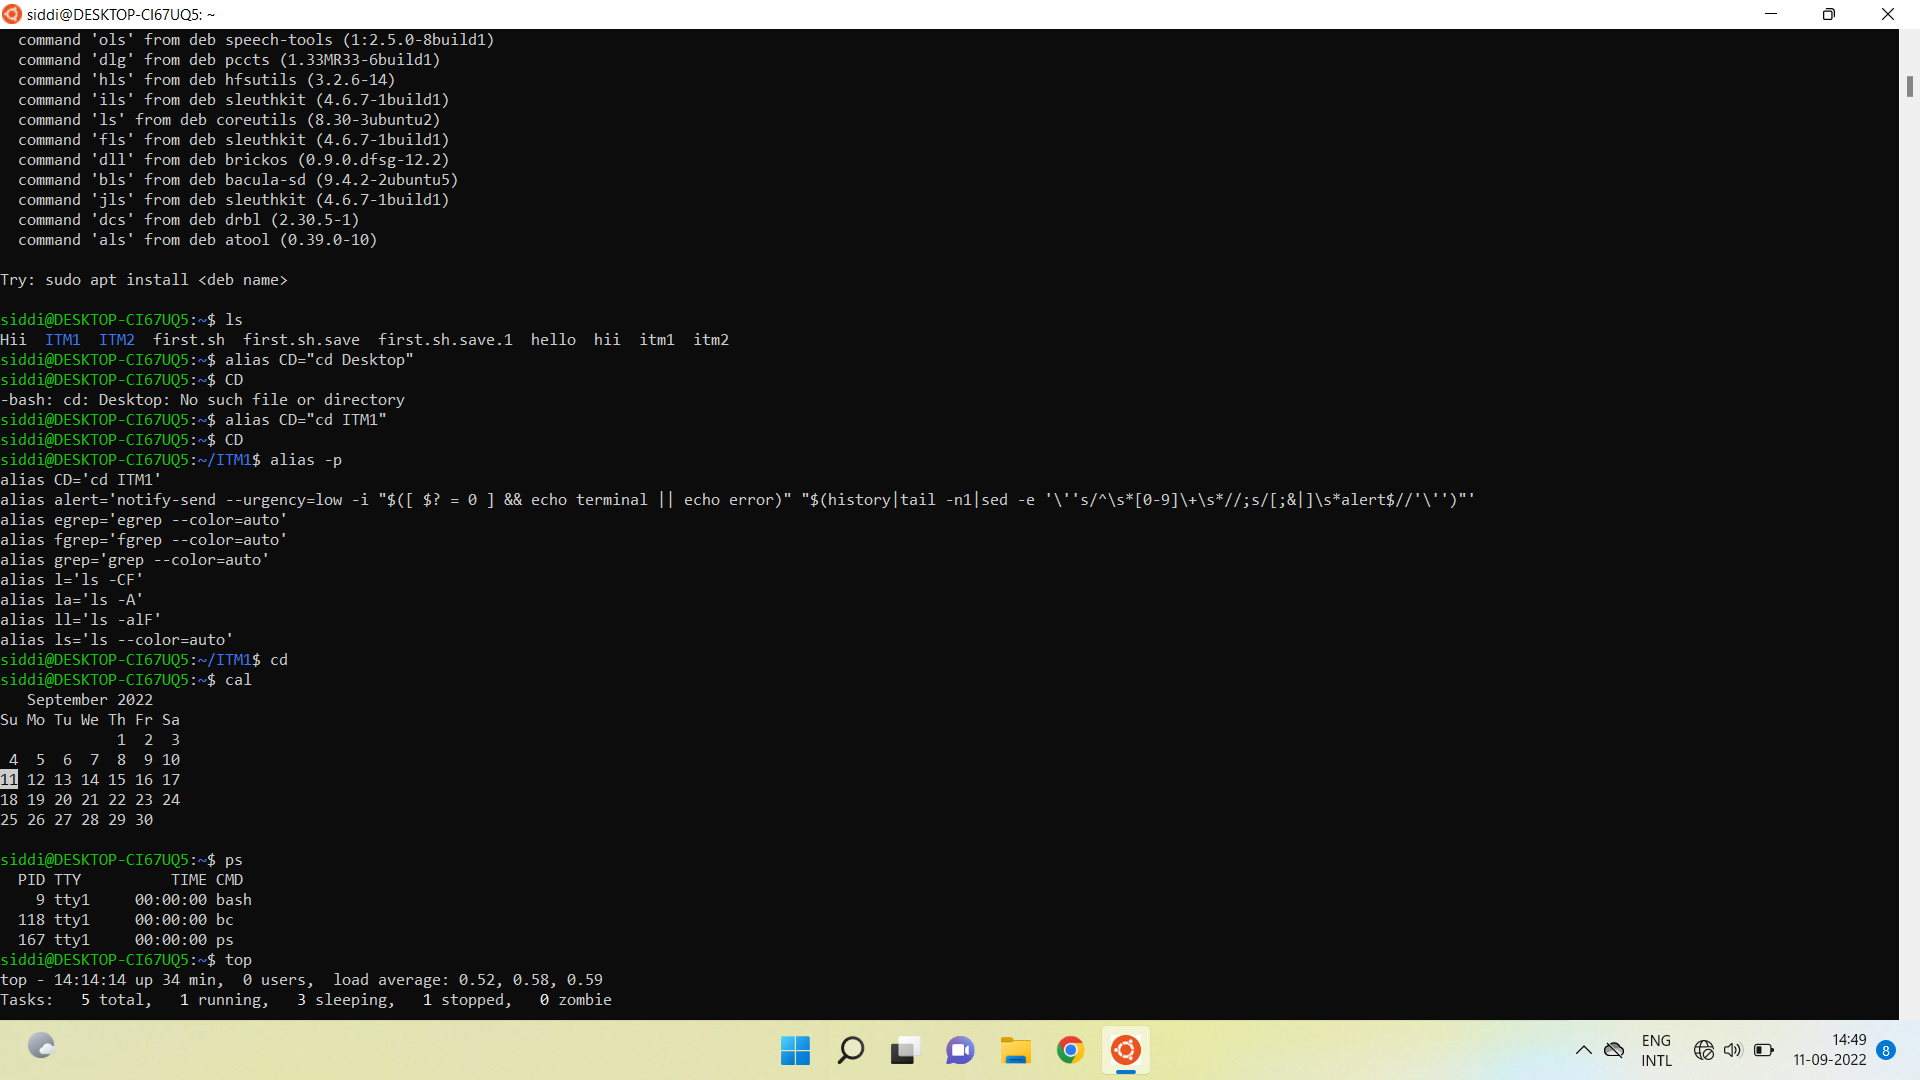 siddi@DESKTOP-CI67UQ5: ~
command 'ols' from deb speech-tools (1:2.5.0-8build1)
command 'dlg' from deb pccts (1.33MR33-6build1)
command 'hls' from deb hfsutils (3.2.6-14)
command 'ils' from deb sleuthkit (4.6.7-1build1)
command 'ls' from deb coreutils (8.30-3ubuntu2)
command 'fls' from deb sleuthkit (4.6.7-1build1)
command 'dll' from deb brickos (0.9.0.dfsg-12.2)
command 'bls' from deb bacula-sd (9.4.2-2ubuntu5)
command 'jls' from deb sleuthkit (4.6.7-1build1)
command 'dcs' from deb drbl (2.30.5-1)
command 'als' from deb atool (0.39.0-10)
Try: sudo apt install <deb name>
siddi@DESKTOP-CI67UQ5:~$ ls
Hii  ITM1  ITM2  first.sh  first.sh.save  first.sh.save.1  hello  hii  itm1  itm2
siddi@DESKTOP-CI67UQ5:~$ alias CD="cd Desktop"
siddi@DESKTOP-CI67UQ5:~$ CD
-bash: cd: Desktop: No such file or directory
siddi@DESKTOP-CI67UQ5:~$ alias CD="cd ITM1"
siddi@DESKTOP-CI67UQ5:~$ CD
siddi@DESKTOP-CI67UQ5:~/ITM1$ alias -p
alias CD='cd ITM1'
alias alert='notify-send --urgency=low -i "$([ $? = 0 ] && echo terminal || echo error)" "$(history|tail -n1|sed -e '\''s/^\s*[0-9]\+\s*//;s/[;&|]\s*alert$//'\'')"'
alias egrep='egrep --color=auto'
alias fgrep='fgrep --color=auto'
alias grep='grep --color=auto'
alias l='ls -CF'
alias la='ls -A'
alias ll='ls -alF'
alias ls='ls --color=auto'
siddi@DESKTOP-CI67UQ5:~/ITM1$ cd
siddi@DESKTOP-CI67UQ5:~$ cal
   September 2022
Su Mo Tu We Th Fr Sa
             1  2  3
 4  5  6  7  8  9 10
11 12 13 14 15 16 17
18 19 20 21 22 23 24
25 26 27 28 29 30
siddi@DESKTOP-CI67UQ5:~$ ps
  PID TTY          TIME CMD
    9 tty1     00:00:00 bash
  118 tty1     00:00:00 bc
  167 tty1     00:00:00 ps
siddi@DESKTOP-CI67UQ5:~$ top
top - 14:14:14 up 34 min,  0 users,  load average: 0.52, 0.58, 0.59
Tasks:   5 total,   1 running,   3 sleeping,   1 stopped,   0 zombie
ENG
INTL
14:49
11-09-2022
8